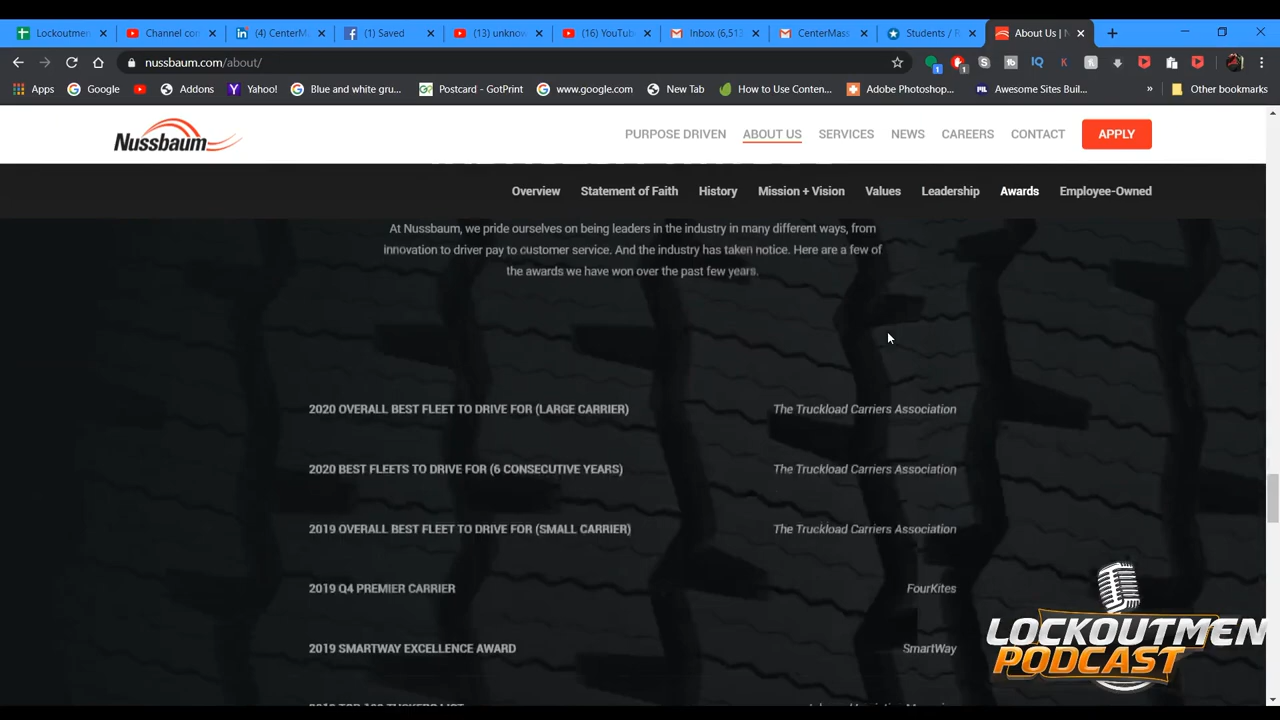 Lockoutmen
Channel con
(4) CenterM
(1) Saved
(13) unknow
(16) YouTub
Inbox (6,513
CenterMass
Students / R
About Us | N
nussbaum.com/about/
Apps
Google
Addons
Yahoo!
Blue and white gru...
Postcard - GotPrint
www.google.com
New Tab
How to Use Conten...
Adobe Photoshop...
Awesome Sites Buil...
»
Other bookmarks
Nussbaum
PURPOSE DRIVEN
ABOUT US
SERVICES
NEWS
CAREERS
CONTACT
APPLY
Overview
Statement of Faith
History
Mission + Vision
Values
Leadership
Awards
Employee-Owned
At Nussbaum, we pride ourselves on being leaders in the industry in many different ways, from
innovation to driver pay to customer service. And the industry has taken notice. Here are a few of
the awards we have won over the past few years.
2020 OVERALL BEST FLEET TO DRIVE FOR (LARGE CARRIER)
The Truckload Carriers Association
2020 BEST FLEETS TO DRIVE FOR (6 CONSECUTIVE YEARS)
The Truckload Carriers Association
2019 OVERALL BEST FLEET TO DRIVE FOR (SMALL CARRIER)
The Truckload Carriers Association
2019 Q4 PREMIER CARRIER
FourKites
2019 SMARTWAY EXCELLENCE AWARD
SmartWay
LOCKOUTMEN
PODCAST